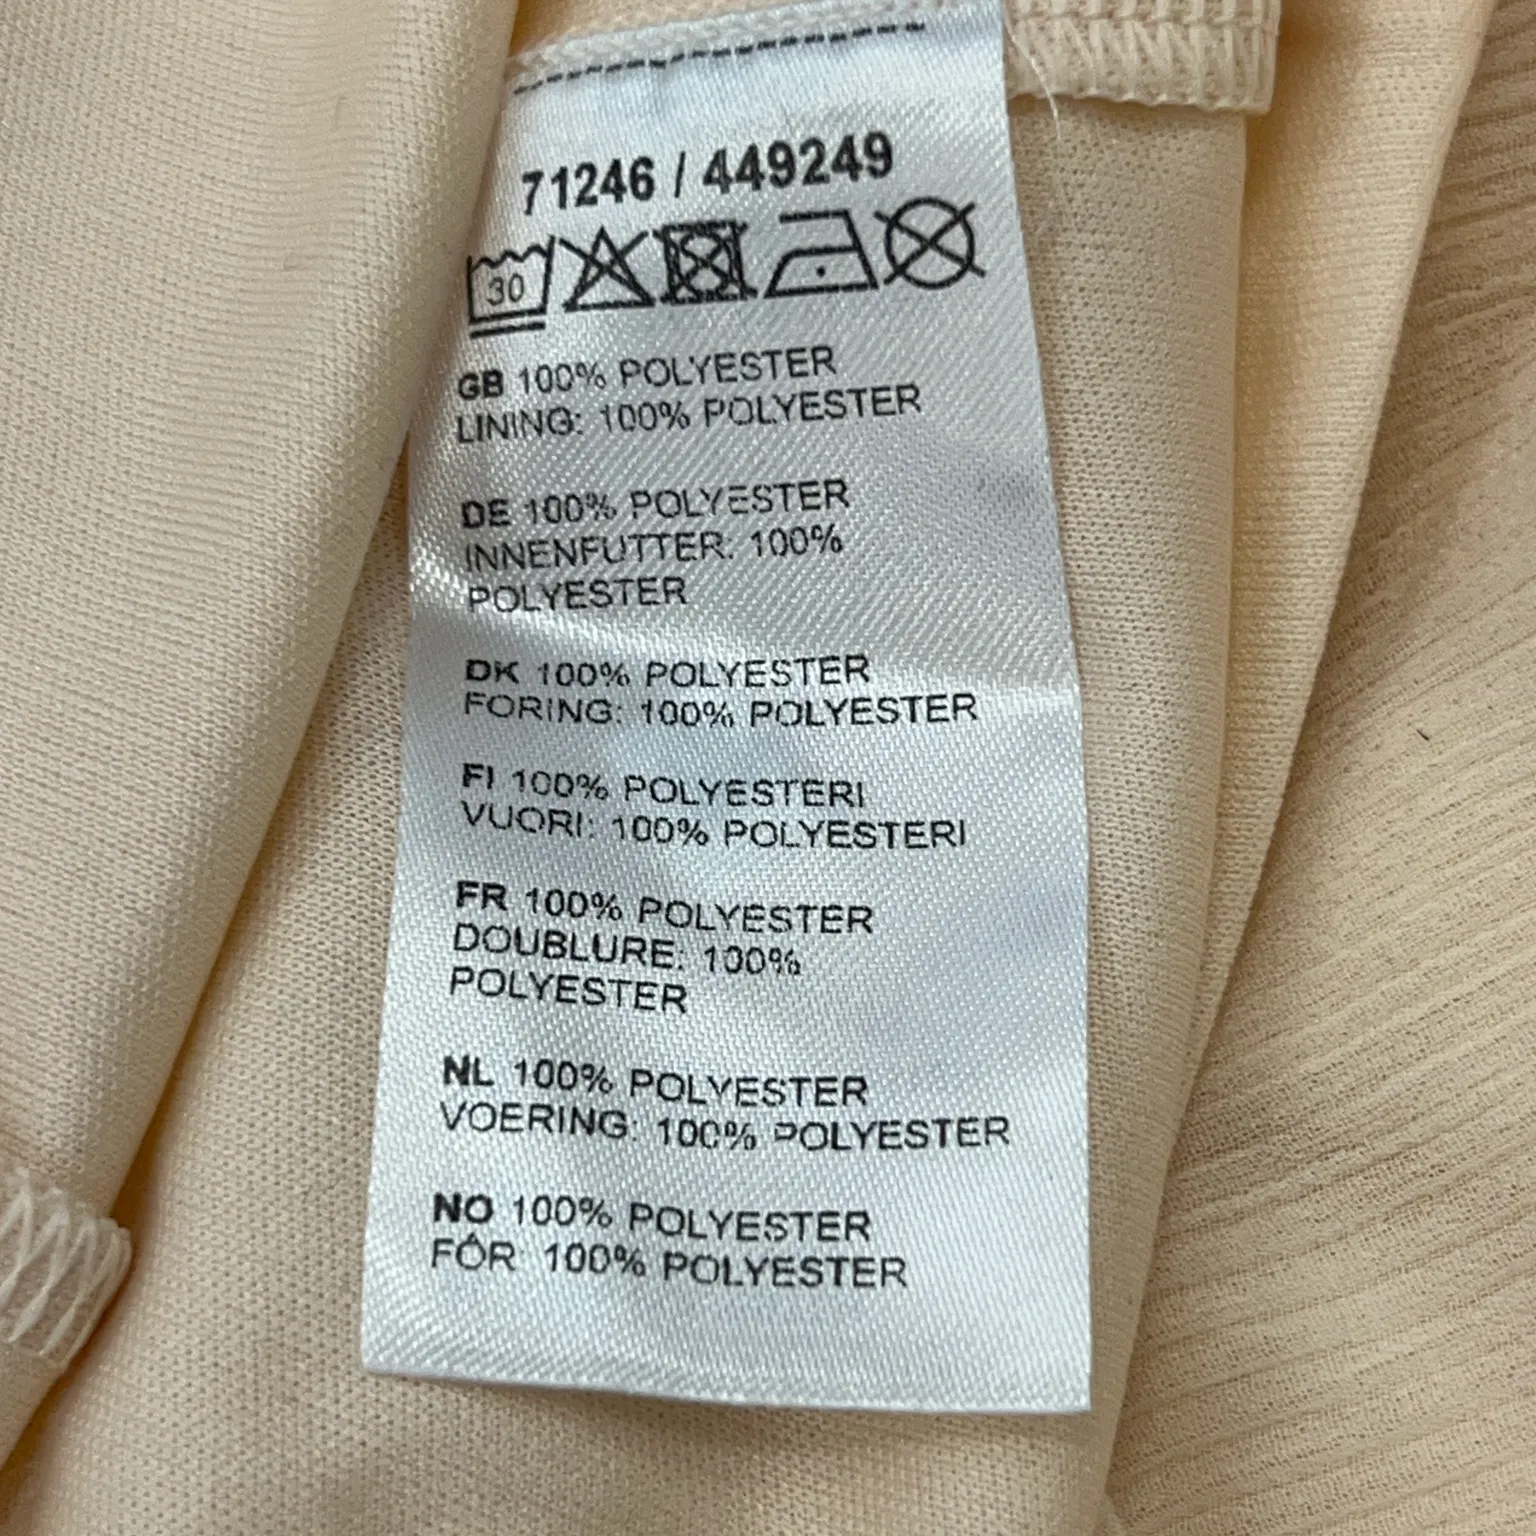 71246 / 449249
30
GB 100% POLYESTER
LINING: 100% POLYESTER
DE 100% POLYESTER
INNENFUTTER: 100%
POLYESTER
DK 100% POLYESTER
FORING: 100% POLYESTER
FI 100% POLYESTERI
VUORI: 100% POLYESTERI
FR 100% POLYESTER
DOUBLURE: 100%
POLYESTER
NL 100% POLYESTER
VOERING: 100% POLYESTER
NO 100% POLYESTER
FÔR: 100% POLYESTER